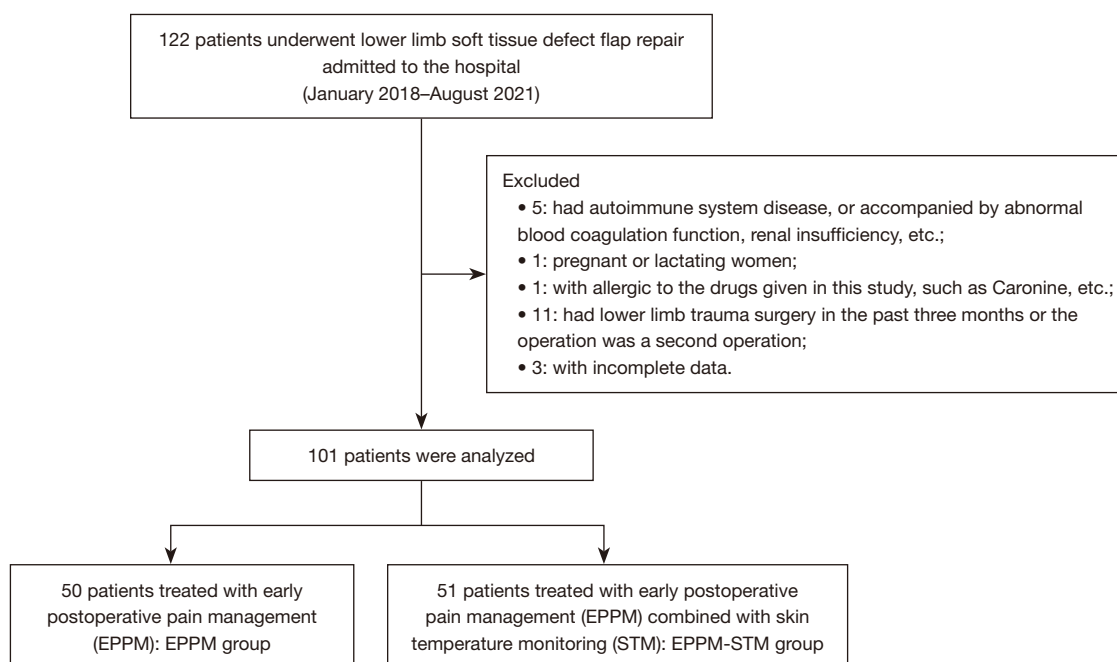 122 patients underwent lower limb soft tissue defect flap repair
admitted to the hospital
(January 2018–August 2021)
Excluded
• 5: had autoimmune system disease, or accompanied by abnormal
blood coagulation function, renal insufficiency, etc.;
• 1: pregnant or lactating women;
• 1: with allergic to the drugs given in this study, such as Caronine, etc.;
• 11: had lower limb trauma surgery in the past three months or the
operation was a second operation;
• 3: with incomplete data.
101 patients were analyzed
50 patients treated with early
postoperative pain management
(EPPM): EPPM group
51 patients treated with early postoperative
pain management (EPPM) combined with skin
temperature monitoring (STM): EPPM-STM group